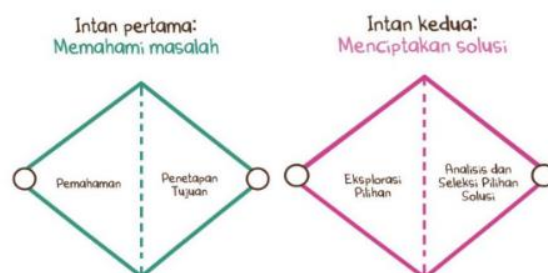 Intan pertama:
Memahami masalah
Intan kedua:
Menciptakan solusi
Pemahaman
Penetapan
Tujuan
Eksplorasi
Pilihan
Analisis dan
Seleksi Pilihan
Solusi